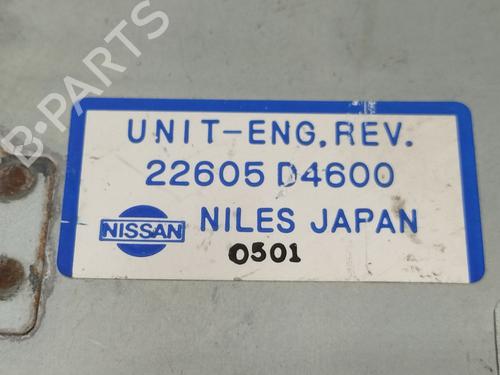 B-PARTS
UNIT-ENG. REV.
22605 D4600
NISSAN NILES JAPAN
0501